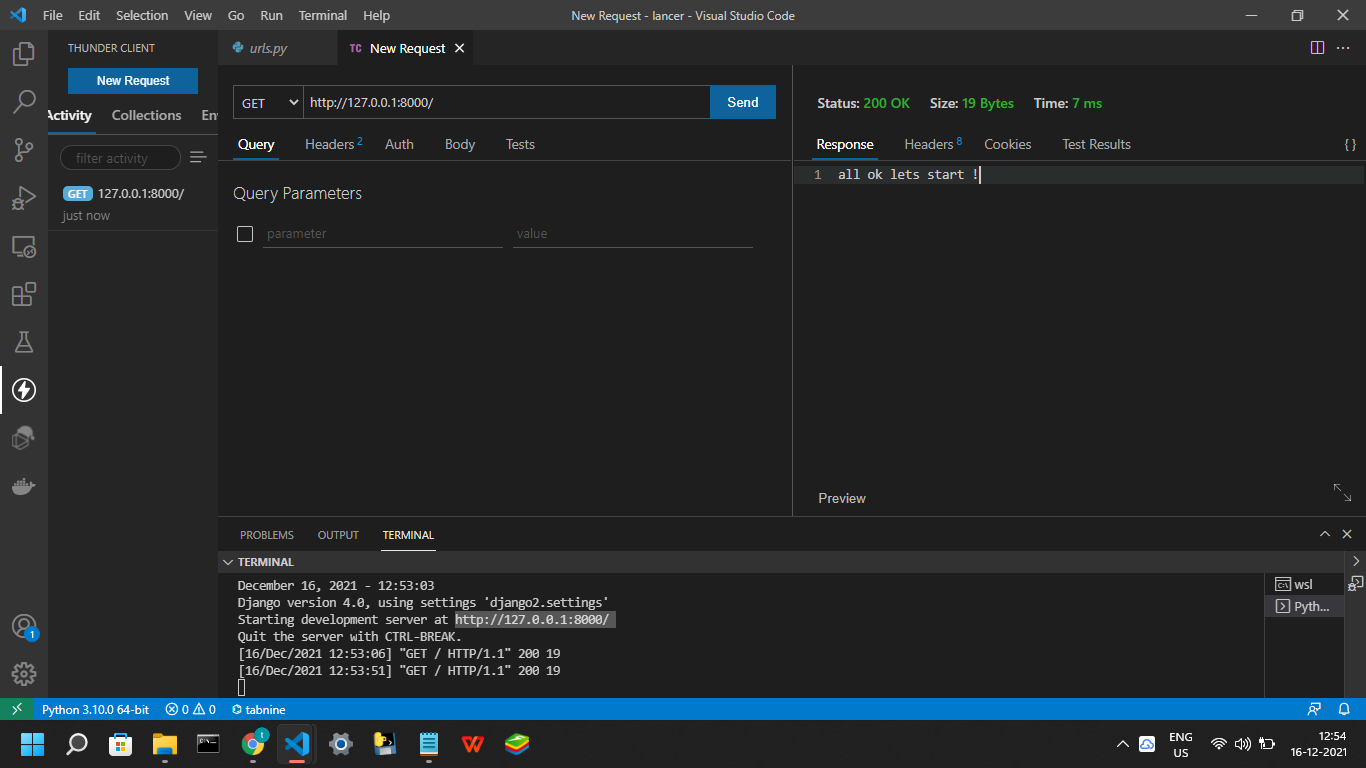 File Edit Selection View Go Run Terminal Help New Request - lancer - Visual Studio Code
THUNDER CLIENT
New Request
Activity Collections En
filter activity
GET 127.0.0.1:8000/
just now
urls.py TC New Request
GET http://127.0.0.1:8000/ Send
Query Headers 2 Auth Body Tests
Query Parameters
parameter value
Status: 200 OK Size: 19 Bytes Time: 7 ms
Response Headers 8 Cookies Test Results { }
1 all ok lets start !
Preview
PROBLEMS OUTPUT TERMINAL
TERMINAL
December 16, 2021 - 12:53:03
Django version 4.0, using settings 'django2.settings'
Starting development server at http://127.0.0.1:8000/
Quit the server with CTRL-BREAK.
[16/Dec/2021 12:53:06] "GET / HTTP/1.1" 200 19
[16/Dec/2021 12:53:51] "GET / HTTP/1.1" 200 19
wsl
Pyth...
1
Python 3.10.0 64-bit 0 0 tabnine
t
ENG
US
12:54
16-12-2021